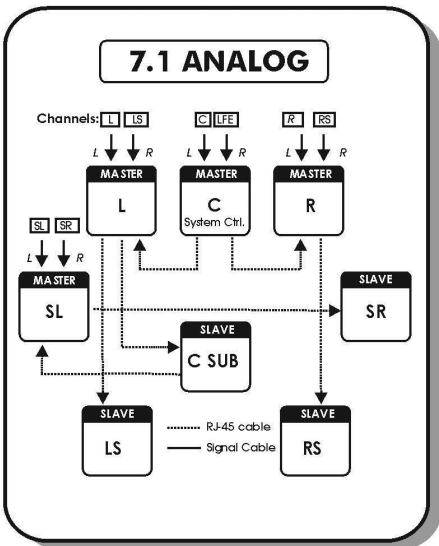 7.1 ANALOG
Channels: L LS C LFE R RS
L R L R L R
MASTER MASTER MASTER
L C R
System Ctrl.
SL SR
L R
MASTER SLAVE
SL SR
SLAVE
C SUB
SLAVE SLAVE
LS RS
RJ-45 cable
Signal Cable